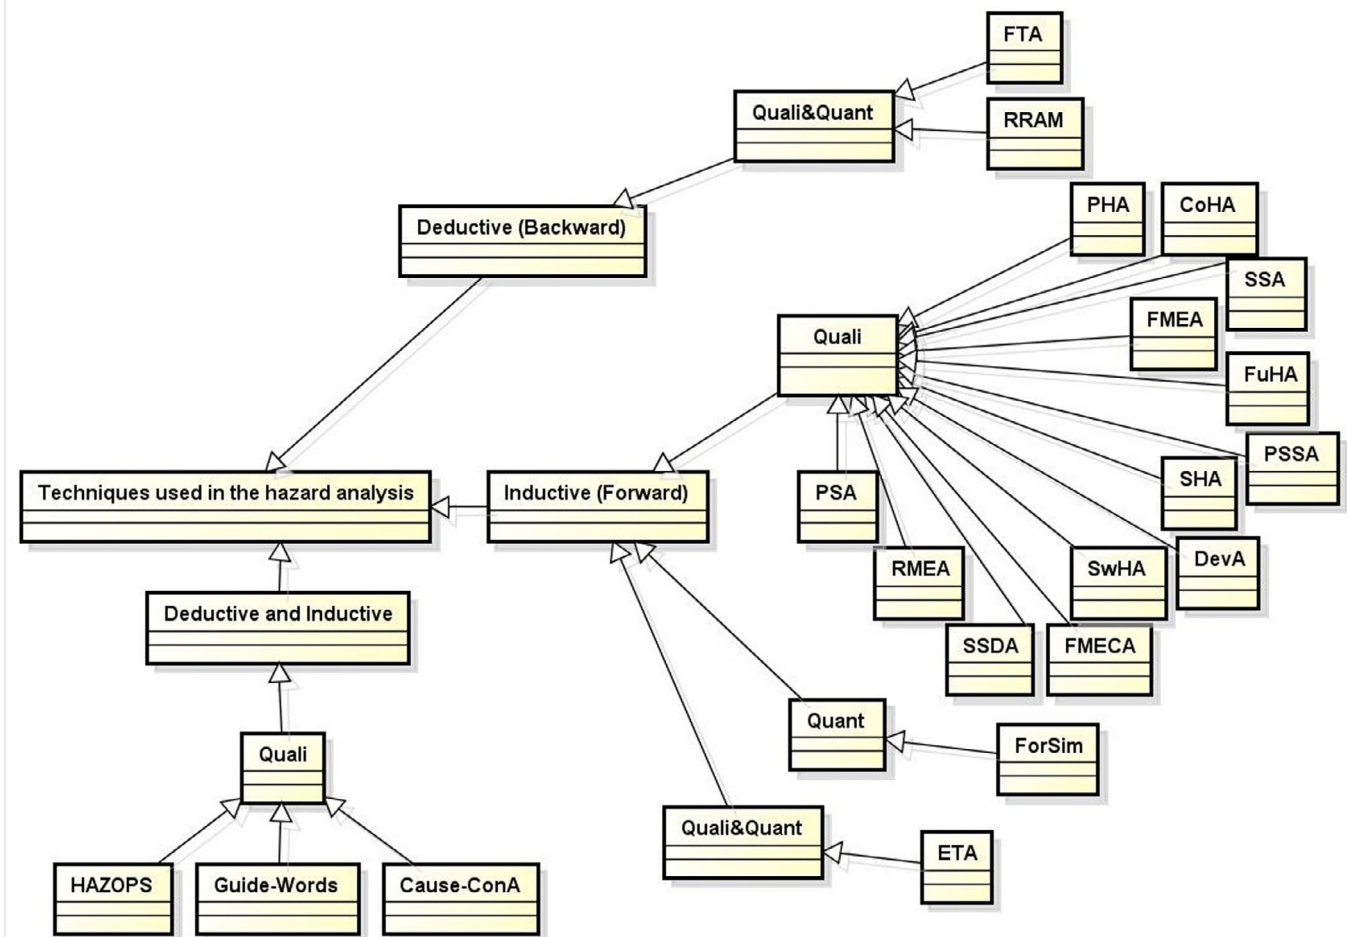 FTA
Quali&Quant
RRAM
PHA
CoHA
Deductive (Backward)
SSA
FMEA
Quali
FuHA
PSSA
SHA
Techniques used in the hazard analysis
Inductive (Forward)
PSA
DevA
RMEA
SwHA
Deductive and Inductive
SSDA
FMECA
Quant
ForSim
Quali
Quali&Quant
ETA
HAZOPS
Guide-Words
Cause-ConA